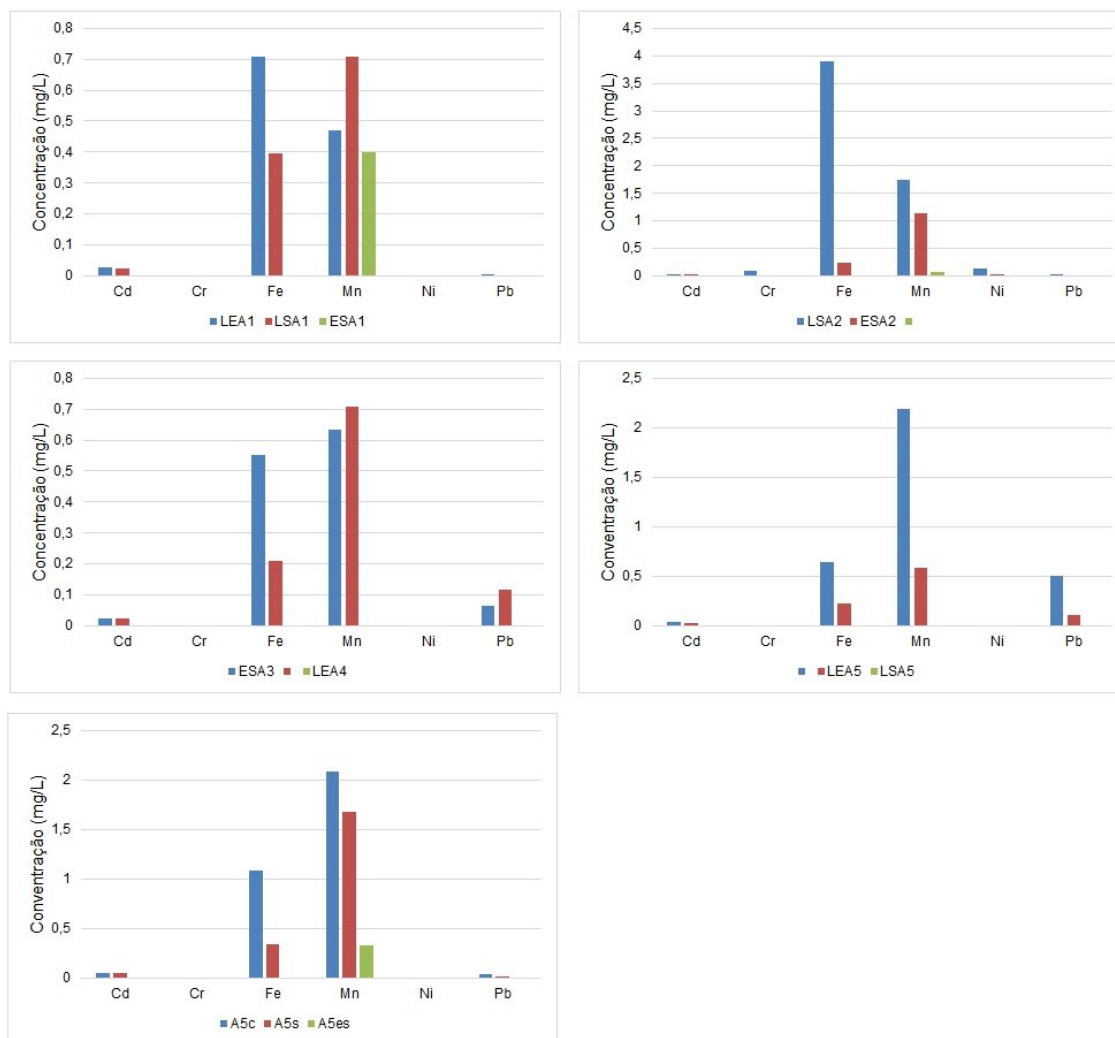 Concentração (mg/L)
0,8
0,7
0,6
0,5
0,4
0,3
0,2
0,1
0
Cd Cr Fe Mn Ni Pb
LEA1 LSA1 ESA1
Concentração (mg/L)
4,5
4
3,5
3
2,5
2
1,5
1
0,5
0
Cd Cr Fe Mn Ni Pb
LSA2 ESA2
Concentração (mg/L)
0,8
0,7
0,6
0,5
0,4
0,3
0,2
0,1
0
Cd Cr Fe Mn Ni Pb
ESA3 LEA4
Conventração (mg/L)
2,5
2
1,5
1
0,5
0
Cd Cr Fe Mn Ni Pb
LEA5 LSA5
Conventração (mg/L)
2,5
2
1,5
1
0,5
0
Cd Cr Fe Mn Ni Pb
A5c A5s A5es